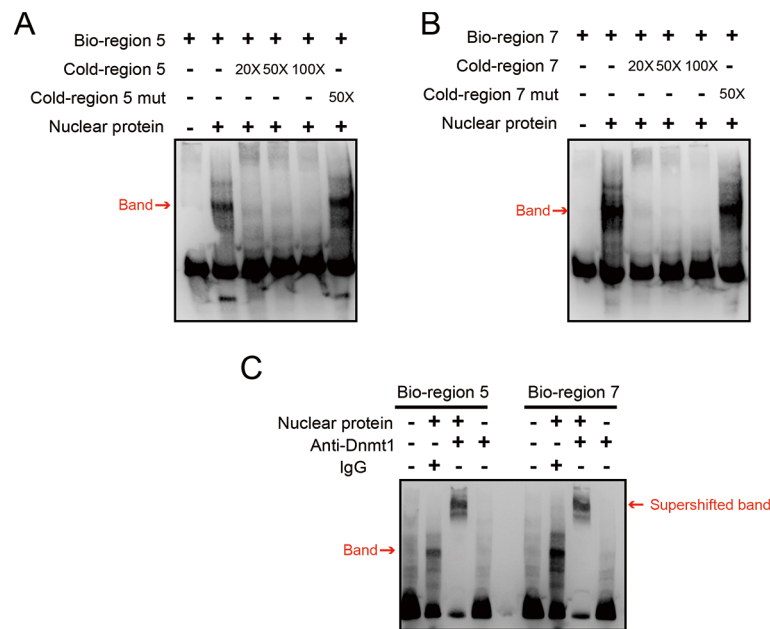 A
Bio-region 5 + + + + + +
Cold-region 5 - - 20X 50X 100X -
Cold-region 5 mut - - - - - 50X
Nuclear protein - + + + + +
Band →
B
Bio-region 7 + + + + + +
Cold-region 7 - - 20X 50X 100X -
Cold-region 7 mut - - - - - 50X
Nuclear protein - + + + + +
Band →
C
Bio-region 5 Bio-region 7
Nuclear protein - + + - - + + -
Anti-Dnmt1 - - + + - - + +
IgG - + - - - + - -
← Supershifted band
Band →